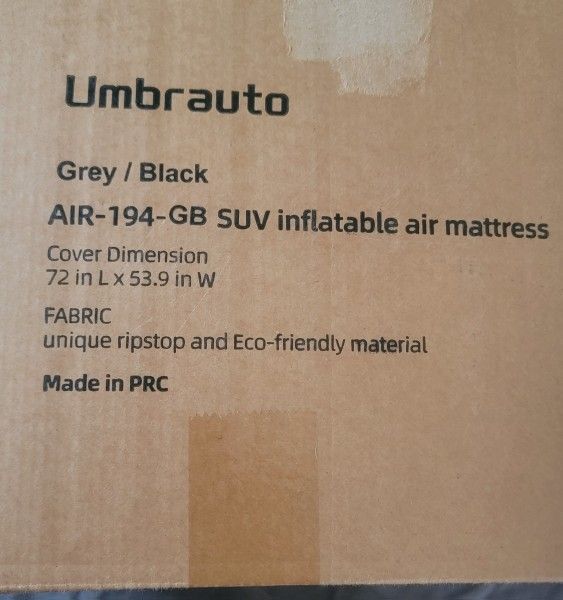 Umbrauto
Grey / Black
AIR-194-GB SUV inflatable air mattress
Cover Dimension
72 in L x 53.9 in W
FABRIC
unique ripstop and Eco-friendly material
Made in PRC